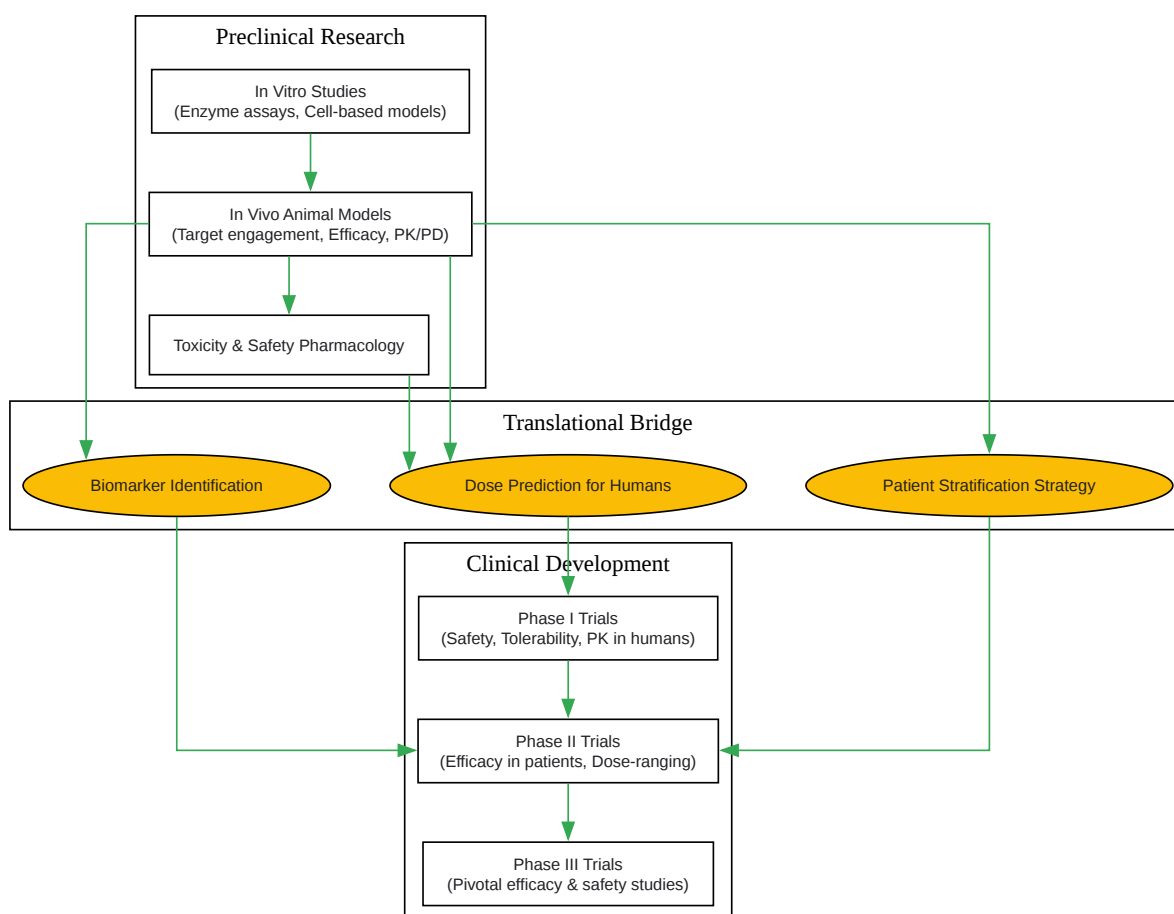 Preclinical Research
In Vitro Studies
(Enzyme assays, Cell-based models)
In Vivo Animal Models
(Target engagement, Efficacy, PK/PD)
Toxicity & Safety Pharmacology
Translational Bridge
Biomarker Identification
Dose Prediction for Humans
Patient Stratification Strategy
Clinical Development
Phase I Trials
(Safety, Tolerability, PK in humans)
Phase II Trials
(Efficacy in patients, Dose-ranging)
Phase III Trials
(Pivotal efficacy & safety studies)